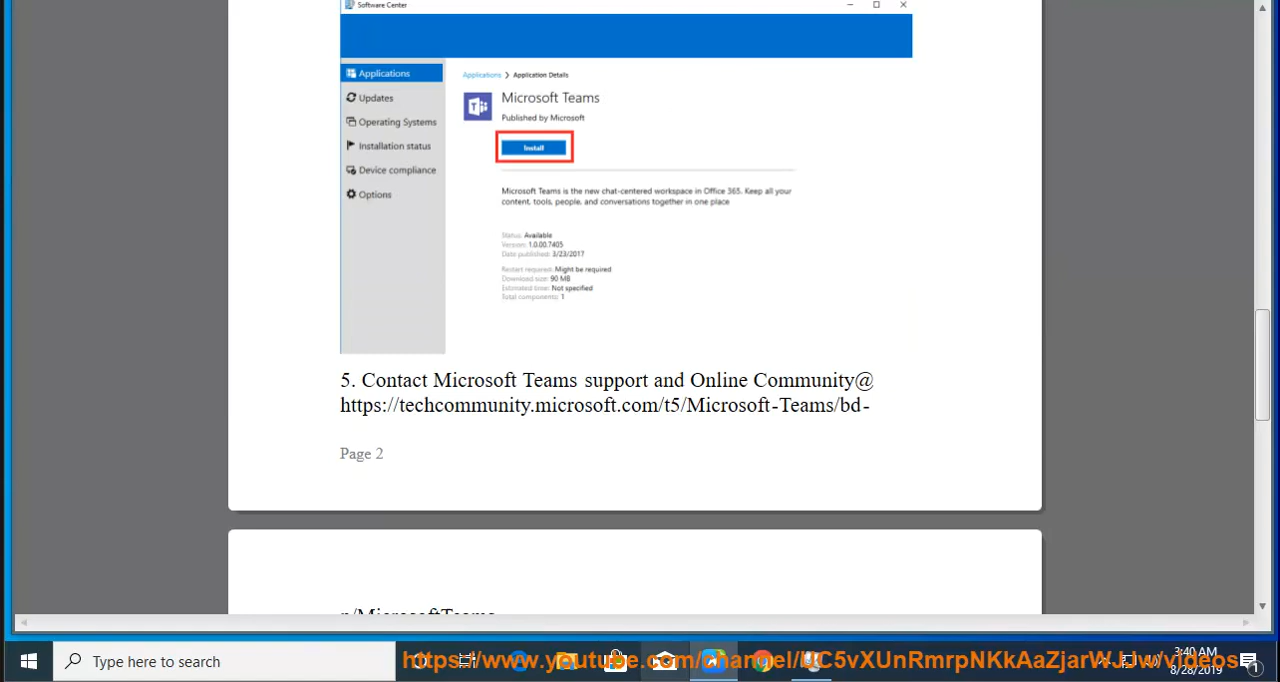 Software Center
Applications
Updates
Operating Systems
Installation status
Device compliance
Options
Applications > Application Details
Microsoft Teams
Published by Microsoft
Install
Microsoft Teams is the new chat-centered workspace in Office 365. Keep all your
content, tools, people, and conversations together in one place
Status: Available
Version: 1.0.00.7405
Date published: 3/23/2017
Restart required: Might be required
Download size: 90 MB
Estimated time: Not specified
Total components: 1
5. Contact Microsoft Teams support and Online Community@
https://techcommunity.microsoft.com/t5/Microsoft-Teams/bd-
Page 2
p/MicrosoftTeams
Type here to search
3:40 AM
8/28/2019
1